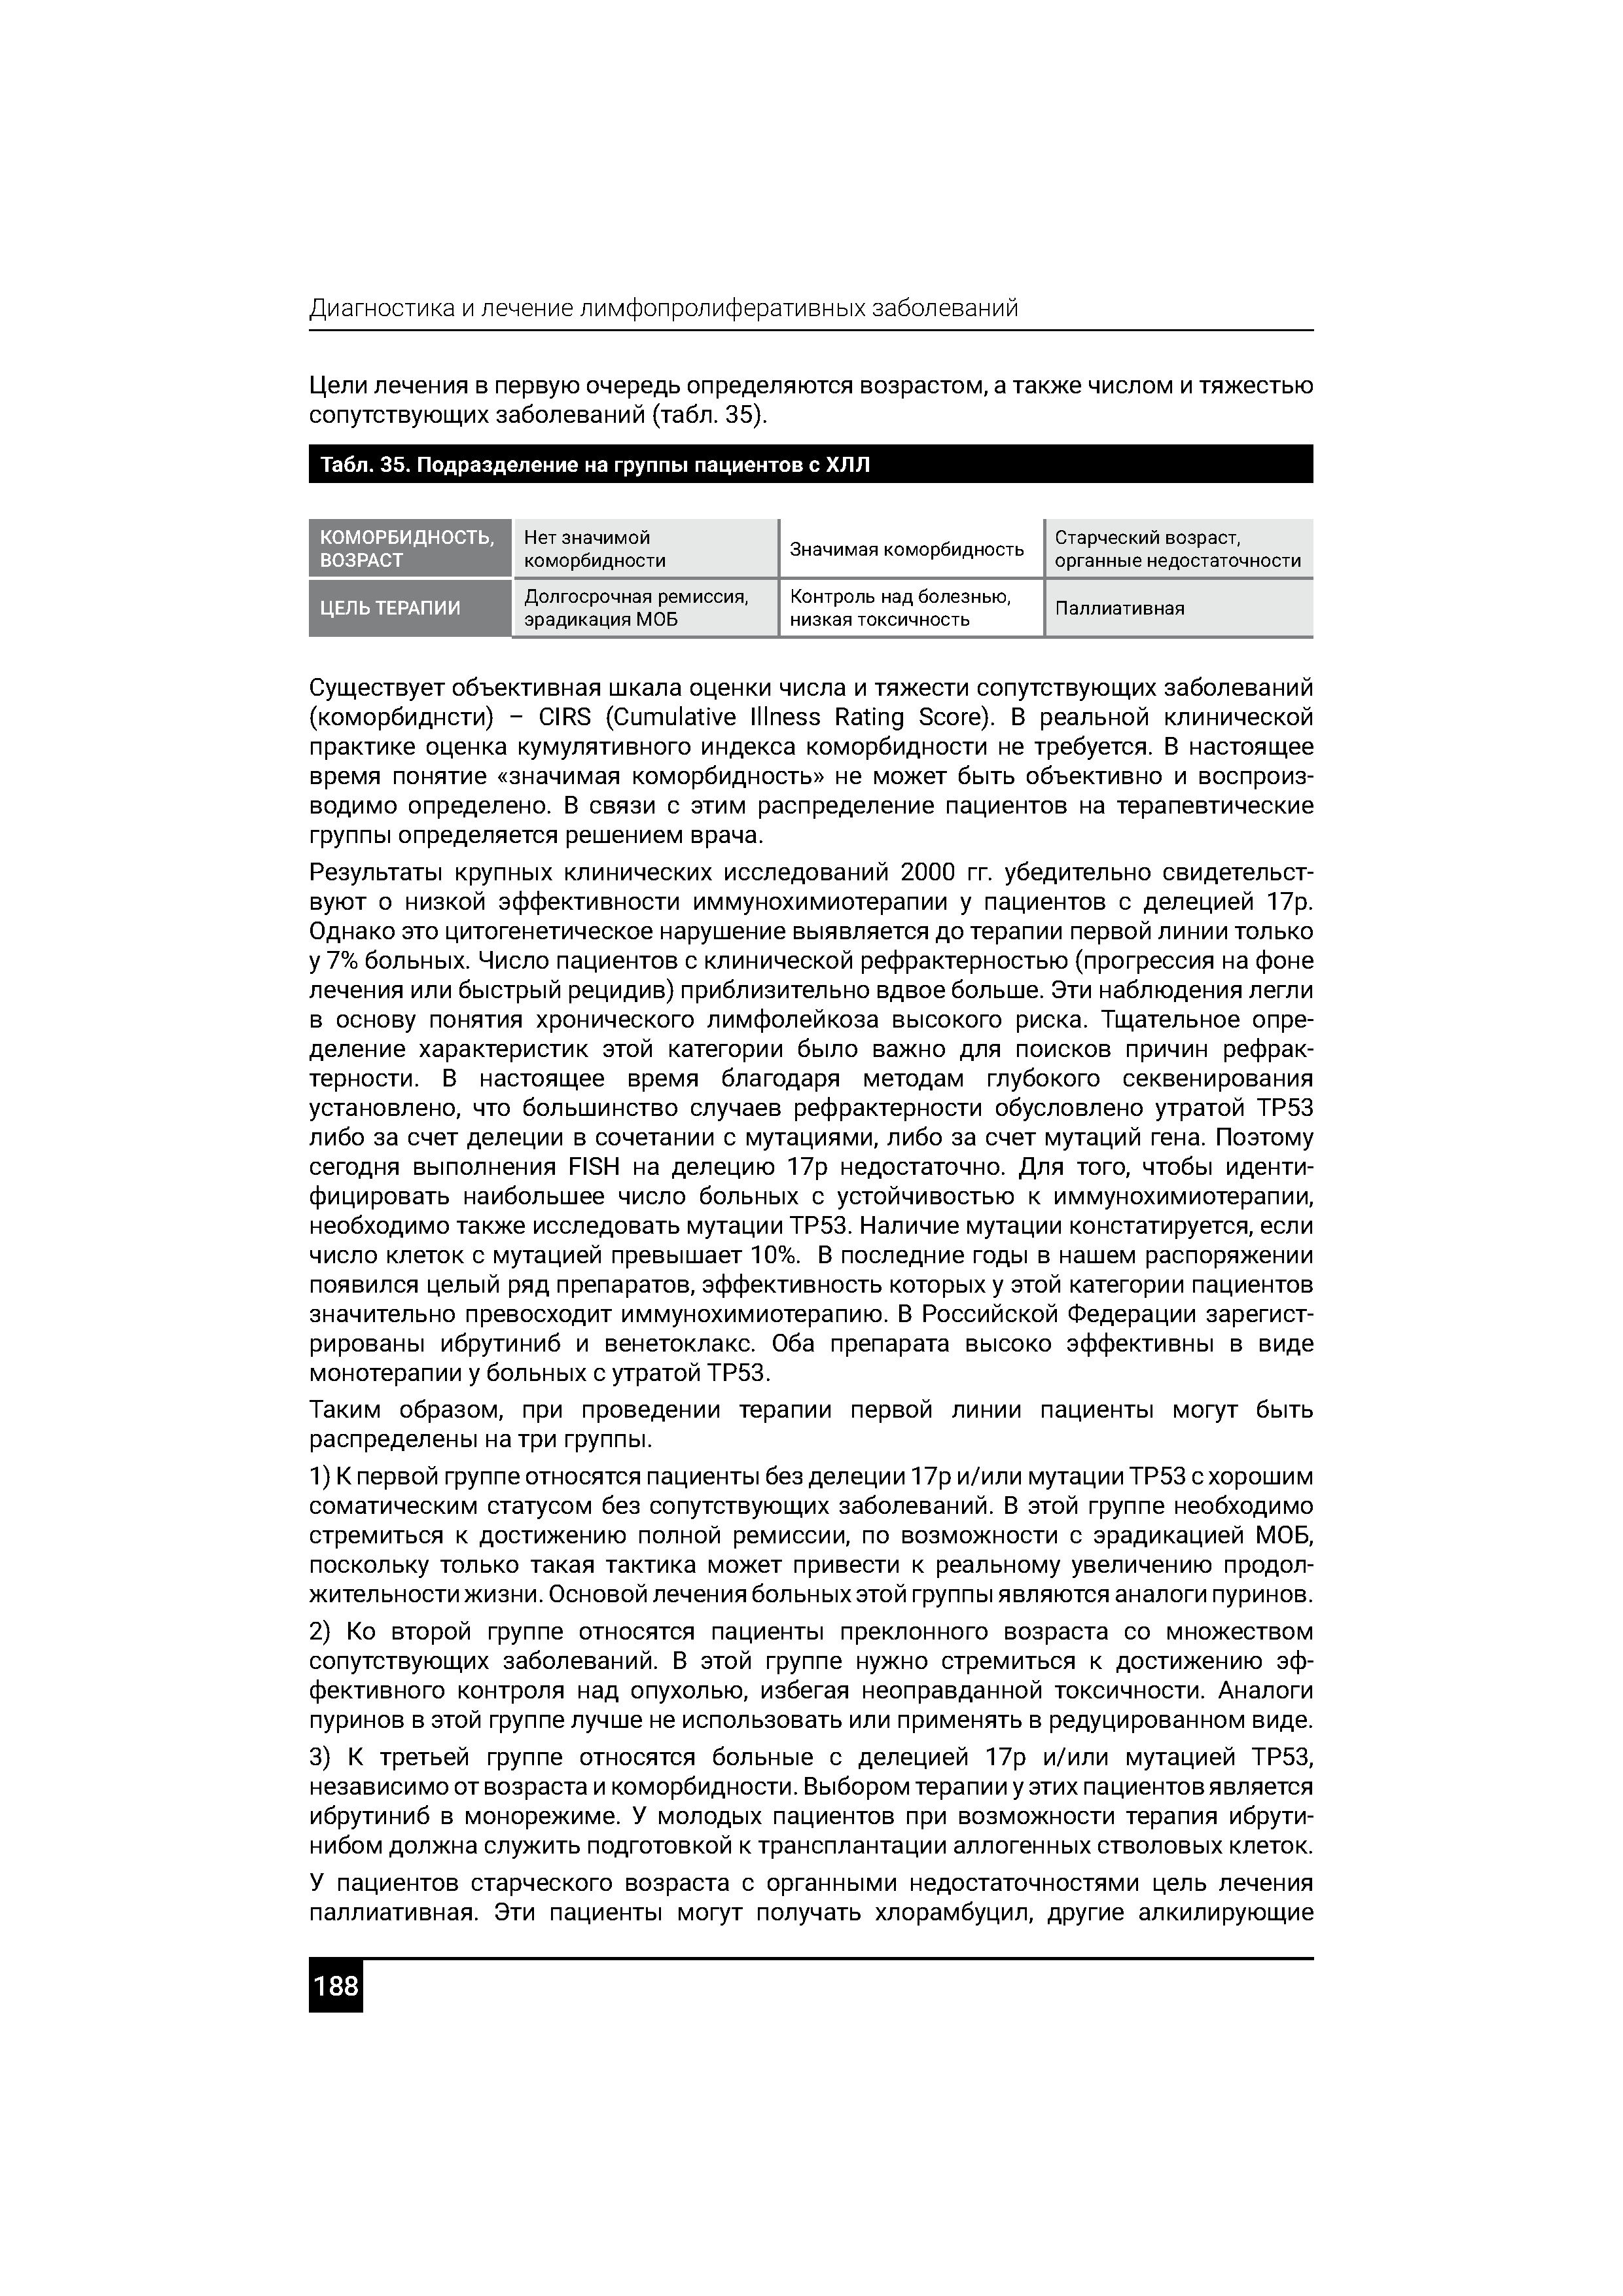 Диагностика и лечение лимфопролиферативных заболеваний
Цели лечения в первую очередь определяются возрастом, а также числом и тяжестью
сопутствующих заболеваний (табл. 35).
Табл. 35. Подразделение на группы пациентов с ХЛЛ
КОМОРБИДНОСТЬ,
ВОЗРАСТ
Нет значимой
коморбидности
Значимая коморбидность
Старческий возраст,
органные недостаточности
ЦЕЛЬ ТЕРАПИИ
Долгосрочная ремиссия,
эрадикация МОБ
Контроль над болезнью,
низкая токсичность
Паллиативная
Существует объективная шкала оценки числа и тяжести сопутствующих заболеваний
(коморбиднсти) – CIRS (Cumulative Illness Rating Score). В реальной клинической
практике оценка кумулятивного индекса коморбидности не требуется. В настоящее
время понятие «значимая коморбидность» не может быть объективно и воспроиз-
водимо определено. В связи с этим распределение пациентов на терапевтические
группы определяется решением врача.
Результаты крупных клинических исследований 2000 гг. убедительно свидетельст-
вуют о низкой эффективности иммунохимиотерапии у пациентов с делецией 17p.
Однако это цитогенетическое нарушение выявляется до терапии первой линии только
у 7% больных. Число пациентов с клинической рефрактерностью (прогрессия на фоне
лечения или быстрый рецидив) приблизительно вдвое больше. Эти наблюдения легли
в основу понятия хронического лимфолейкоза высокого риска. Тщательное опре-
деление характеристик этой категории было важно для поисков причин рефрак-
терности. В настоящее время благодаря методам глубокого секвенирования
установлено, что большинство случаев рефрактерности обусловлено утратой TP53
либо за счет делеции в сочетании с мутациями, либо за счет мутаций гена. Поэтому
сегодня выполнения FISH на делецию 17p недостаточно. Для того, чтобы иденти-
фицировать наибольшее число больных с устойчивостью к иммунохимиотерапии,
необходимо также исследовать мутации TP53. Наличие мутации констатируется, если
число клеток с мутацией превышает 10%. В последние годы в нашем распоряжении
появился целый ряд препаратов, эффективность которых у этой категории пациентов
значительно превосходит иммунохимиотерапию. В Российской Федерации зарегист-
рированы ибрутиниб и венетоклакс. Оба препарата высоко эффективны в виде
монотерапии у больных с утратой TP53.
Таким образом, при проведении терапии первой линии пациенты могут быть
распределены на три группы.
1) К первой группе относятся пациенты без делеции 17p и/или мутации TP53 с хорошим
соматическим статусом без сопутствующих заболеваний. В этой группе необходимо
стремиться к достижению полной ремиссии, по возможности с эрадикацией МОБ,
поскольку только такая тактика может привести к реальному увеличению продол-
жительности жизни. Основой лечения больных этой группы являются аналоги пуринов.
2) Ко второй группе относятся пациенты преклонного возраста со множеством
сопутствующих заболеваний. В этой группе нужно стремиться к достижению эф-
фективного контроля над опухолью, избегая неоправданной токсичности. Аналоги
пуринов в этой группе лучше не использовать или применять в редуцированном виде.
3) К третьей группе относятся больные с делецией 17p и/или мутацией TP53,
независимо от возраста и коморбидности. Выбором терапии у этих пациентов является
ибрутиниб в монорежиме. У молодых пациентов при возможности терапия ибрути-
нибом должна служить подготовкой к трансплантации аллогенных стволовых клеток.
У пациентов старческого возраста с органными недостаточностями цель лечения
паллиативная. Эти пациенты могут получать хлорамбуцил, другие алкилирующие
188